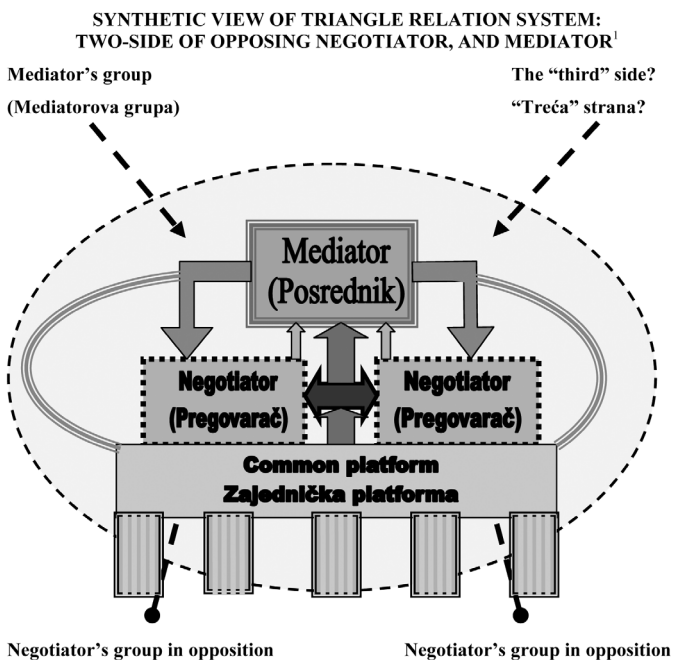 SYNTHETIC VIEW OF TRIANGLE RELATION SYSTEM:
TWO-SIDE OF OPPOSING NEGOTIATOR, AND MEDIATOR1
Mediator’s group
(Mediatorova grupa)
The “third” side?
“Treća” strana?
Mediator
(Posrednik)
Negotiator
(Pregovarač)
Negotiator
(Pregovarač)
Common platform
Zajednička platforma
Negotiator’s group in opposition
Negotiator’s group in opposition